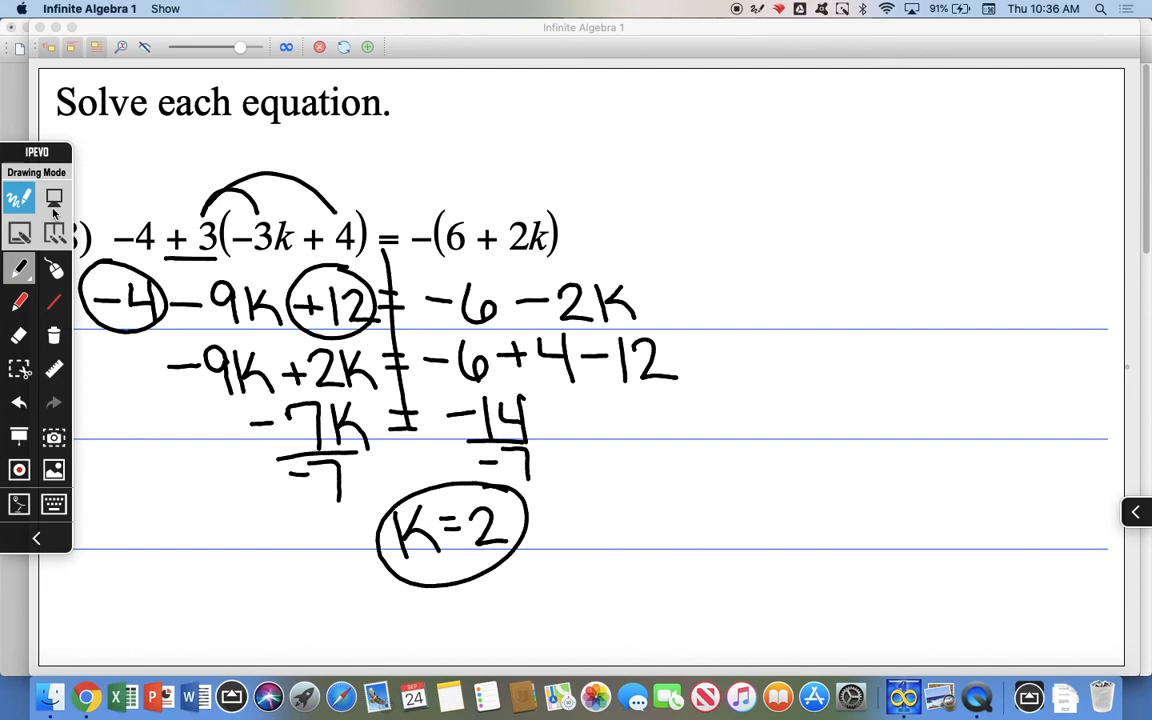 Infinite Algebra 1 Show 91% Thu 10:36 AM
Infinite Algebra 1
Solve each equation.
IPEVO
Drawing Mode
) −4 + 3(−3k + 4) = −(6 + 2k)
−4 −9K +12 = −6 −2K
−9K +2K = −6 +4 −12
−7K = −14
−7 −7
K = 2
SEP
24